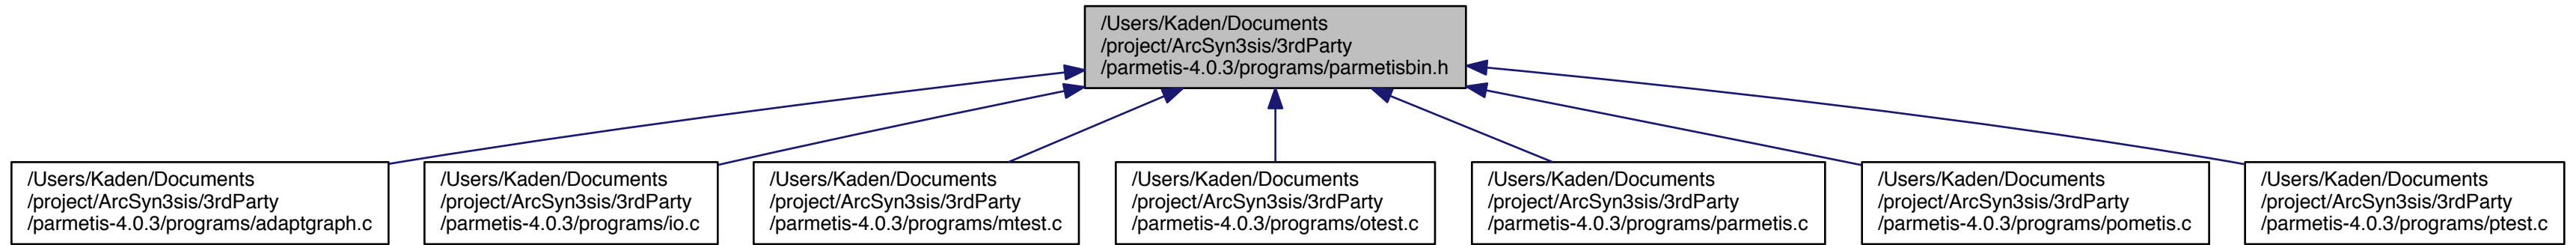 /Users/Kaden/Documents
/project/ArcSyn3sis/3rdParty
/parmetis-4.0.3/programs/parmetisbin.h
/Users/Kaden/Documents
/project/ArcSyn3sis/3rdParty
/parmetis-4.0.3/programs/adaptgraph.c
/Users/Kaden/Documents
/project/ArcSyn3sis/3rdParty
/parmetis-4.0.3/programs/io.c
/Users/Kaden/Documents
/project/ArcSyn3sis/3rdParty
/parmetis-4.0.3/programs/mtest.c
/Users/Kaden/Documents
/project/ArcSyn3sis/3rdParty
/parmetis-4.0.3/programs/otest.c
/Users/Kaden/Documents
/project/ArcSyn3sis/3rdParty
/parmetis-4.0.3/programs/parmetis.c
/Users/Kaden/Documents
/project/ArcSyn3sis/3rdParty
/parmetis-4.0.3/programs/pometis.c
/Users/Kaden/Documents
/project/ArcSyn3sis/3rdParty
/parmetis-4.0.3/programs/ptest.c